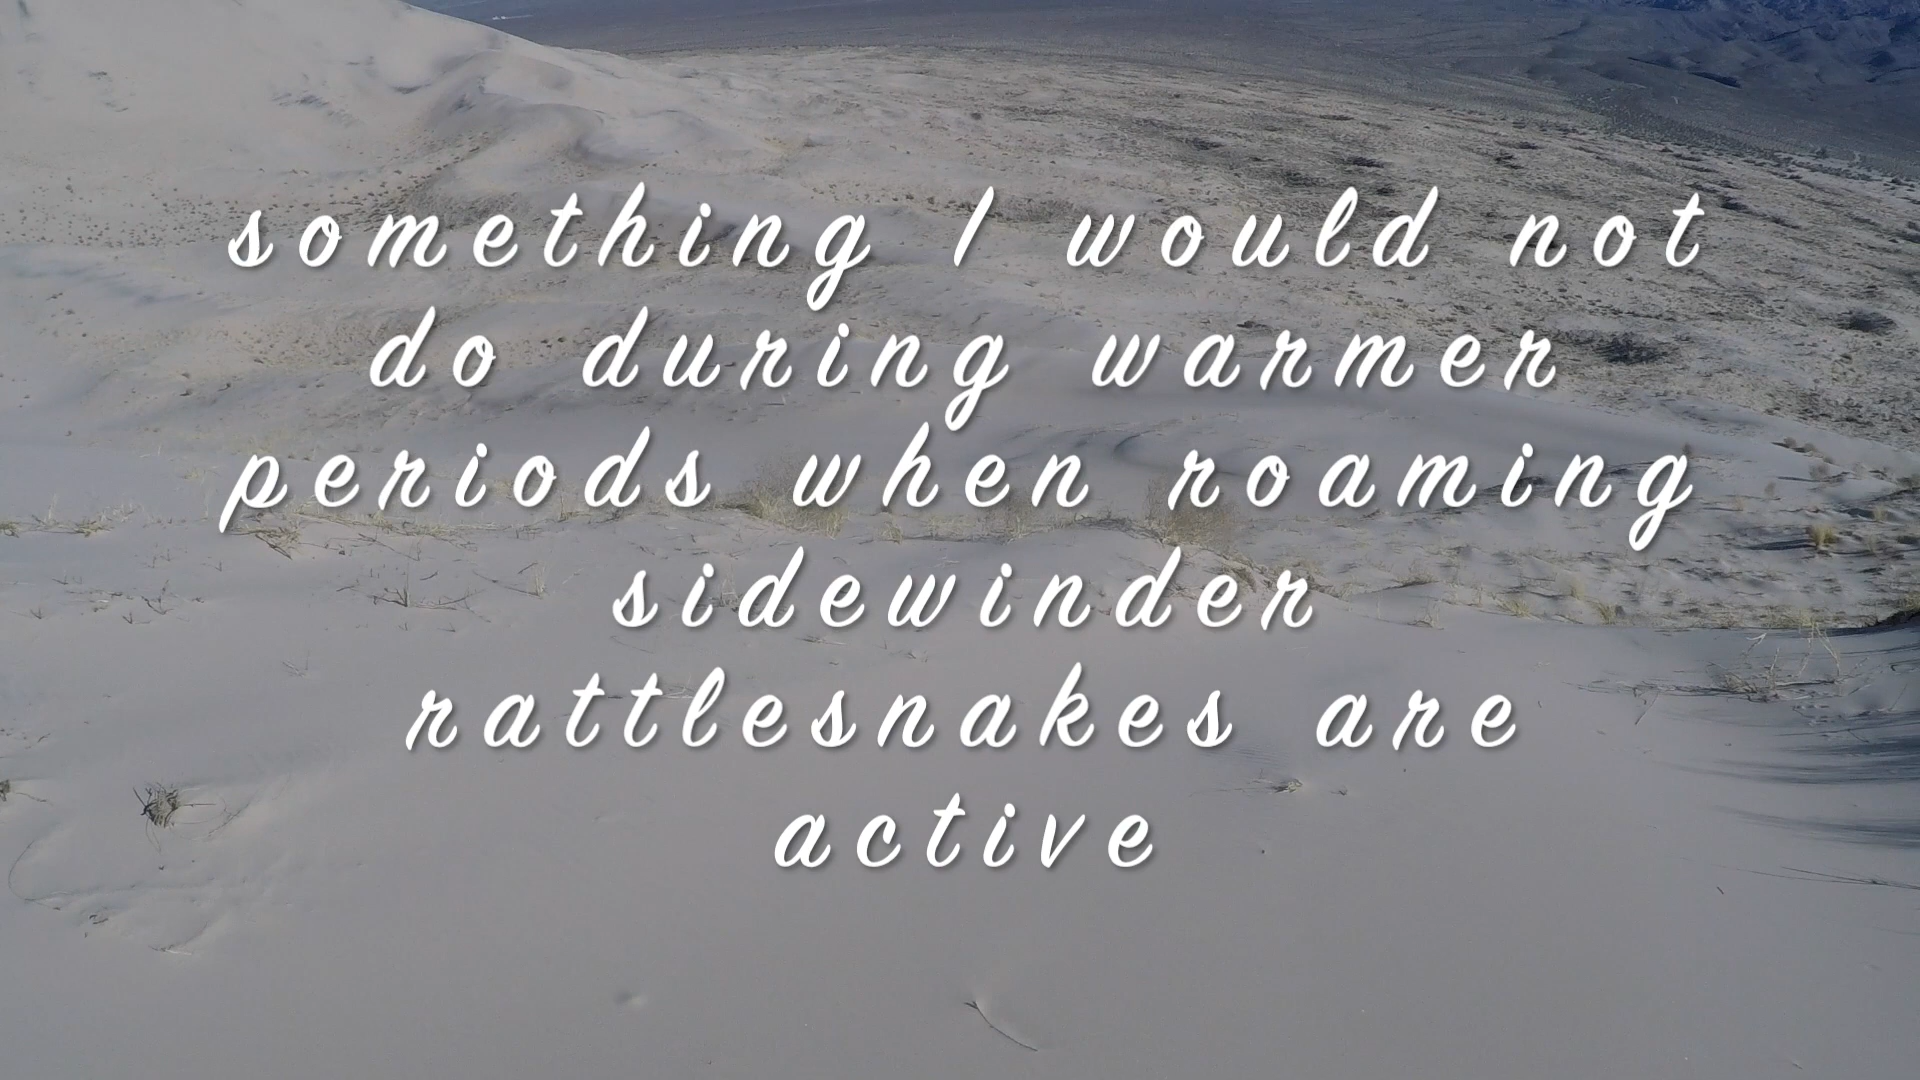 something I would not
do during warmer
periods when roaming
sidewinder
rattlesnakes are
active